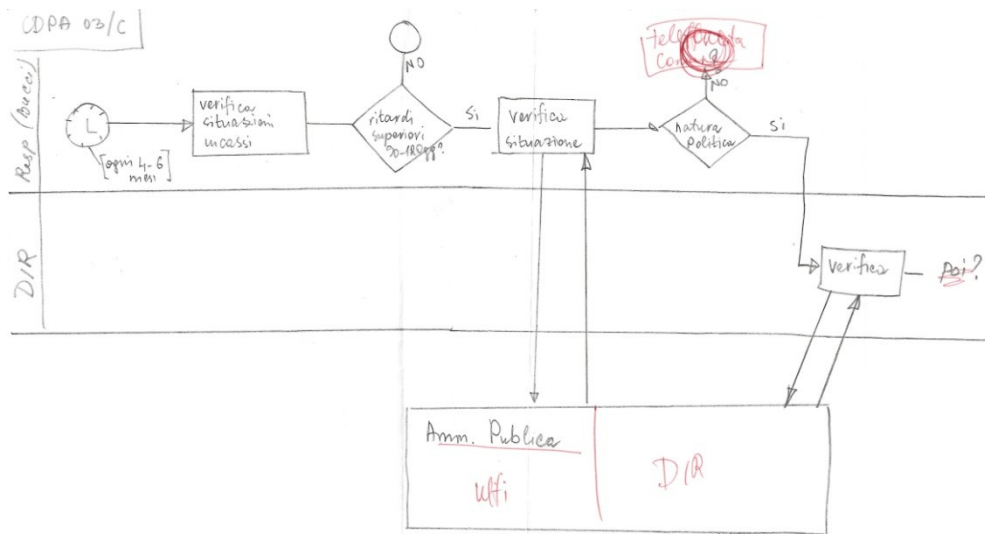 CDPA 03/C
Resp (Bucci)
[ogni 4-6
mesi]
verifica
situazioni
incassi
NO
ritardi
superiori
90-180gg?
Si
verifica
situazione
Telefonata
NO
natura
politica
Si
DIR
verifica
Poi?
Amm. Publica
Uffi
DIR